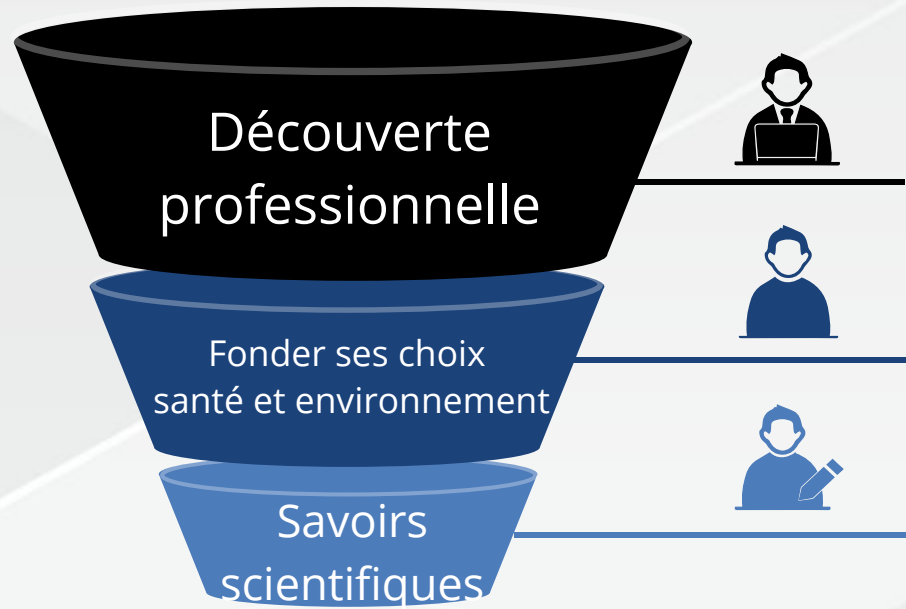 Découverte
professionnelle
Fonder ses choix
santé et environnement
Savoirs
scientifiques